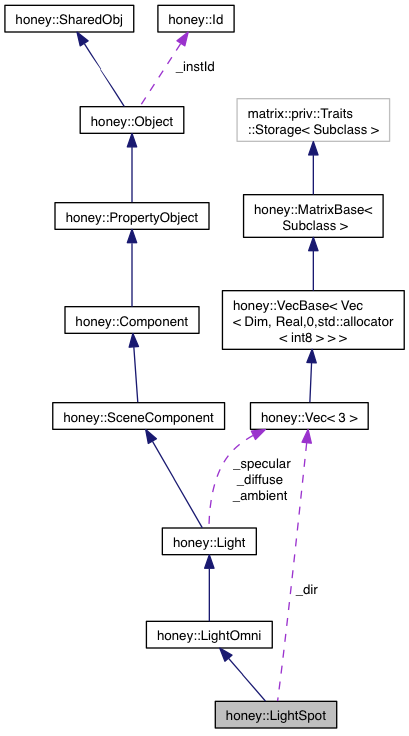 honey::SharedObj
honey::Id
_instId
honey::Object
matrix::priv::Traits
::Storage< Subclass >
honey::PropertyObject
honey::MatrixBase<
Subclass >
honey::Component
honey::VecBase< Vec
< Dim, Real,0,std::allocator
< int8 > > >
honey::SceneComponent
honey::Vec< 3 >
_specular
_diffuse
_ambient
honey::Light
_dir
honey::LightOmni
honey::LightSpot